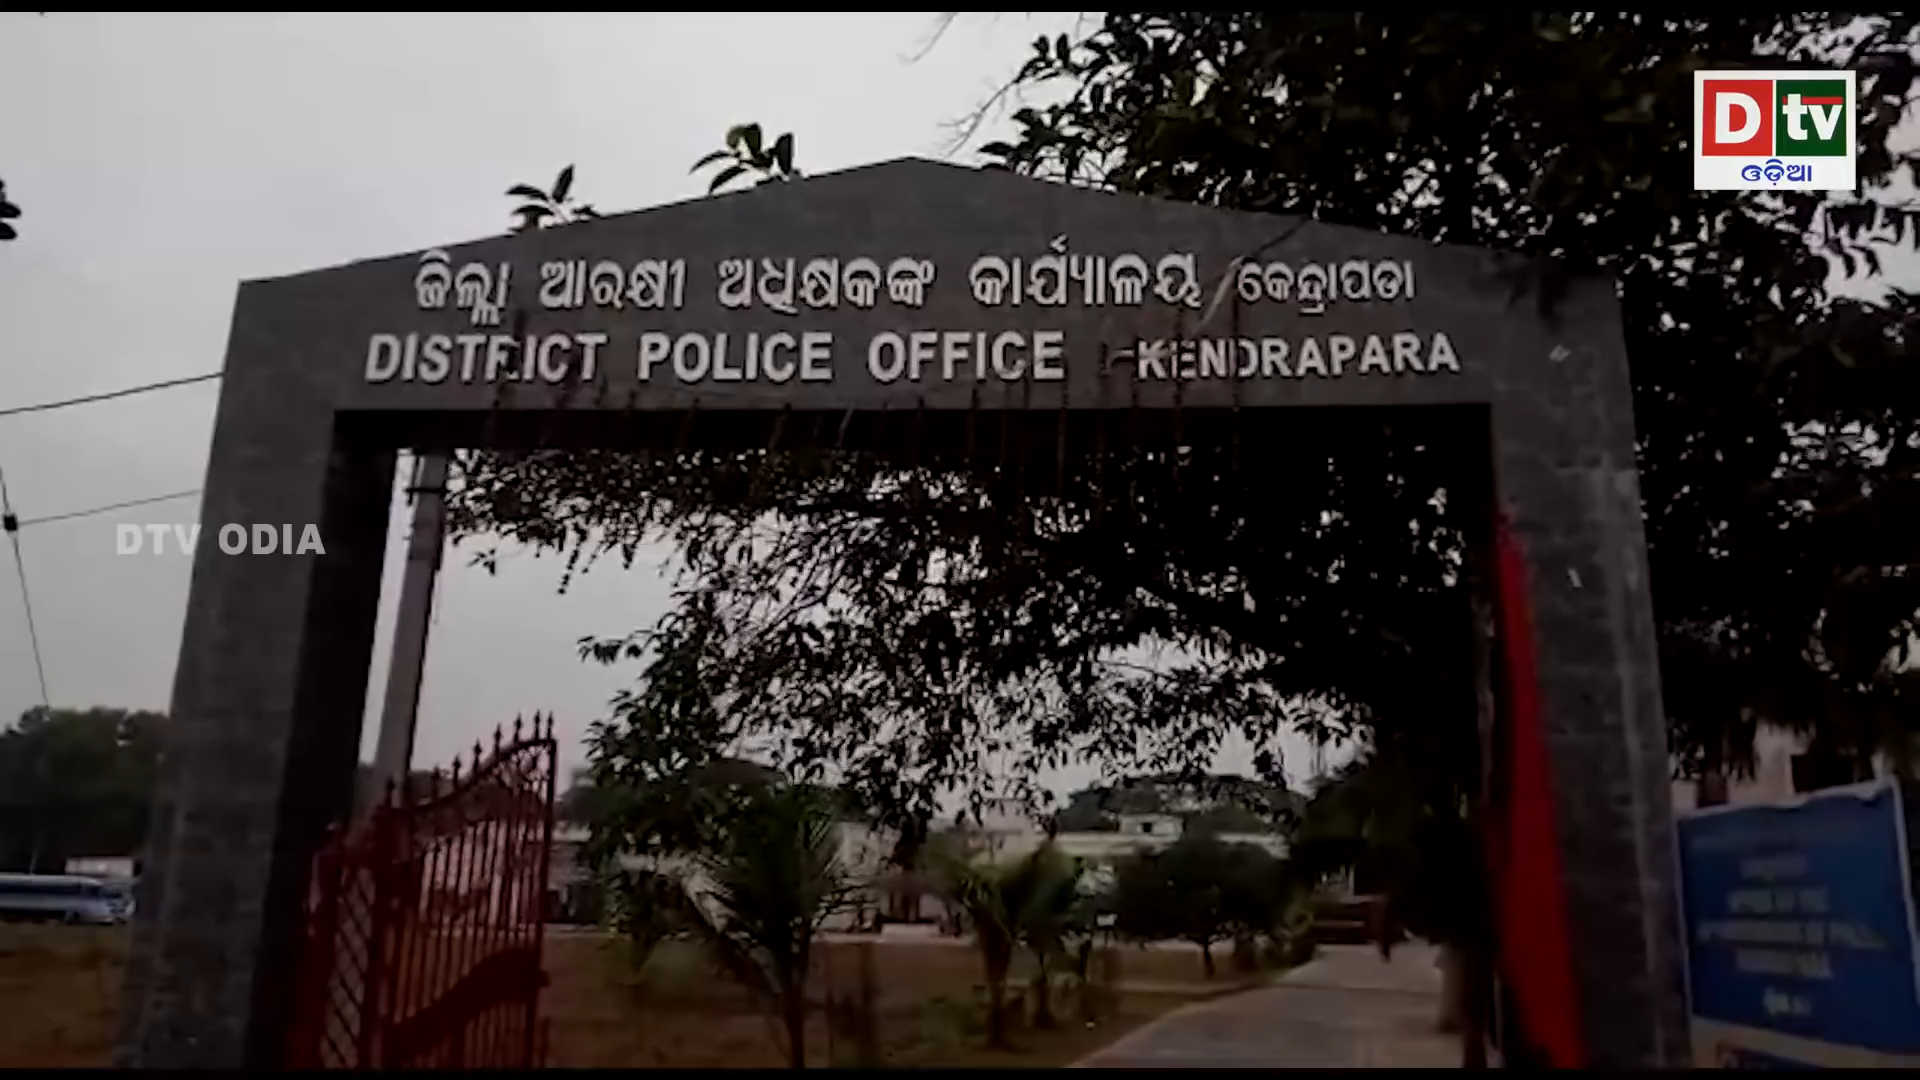 D tv
ଓଡ଼ିଆ
ଜିଲ୍ଲା ଆରକ୍ଷୀ ଅଧିକ୍ଷକଙ୍କ କାର୍ଯ୍ୟାଳୟ କେନ୍ଦ୍ରାପଡା
DISTRICT POLICE OFFICE - KENDRAPARA
DTV ODIA